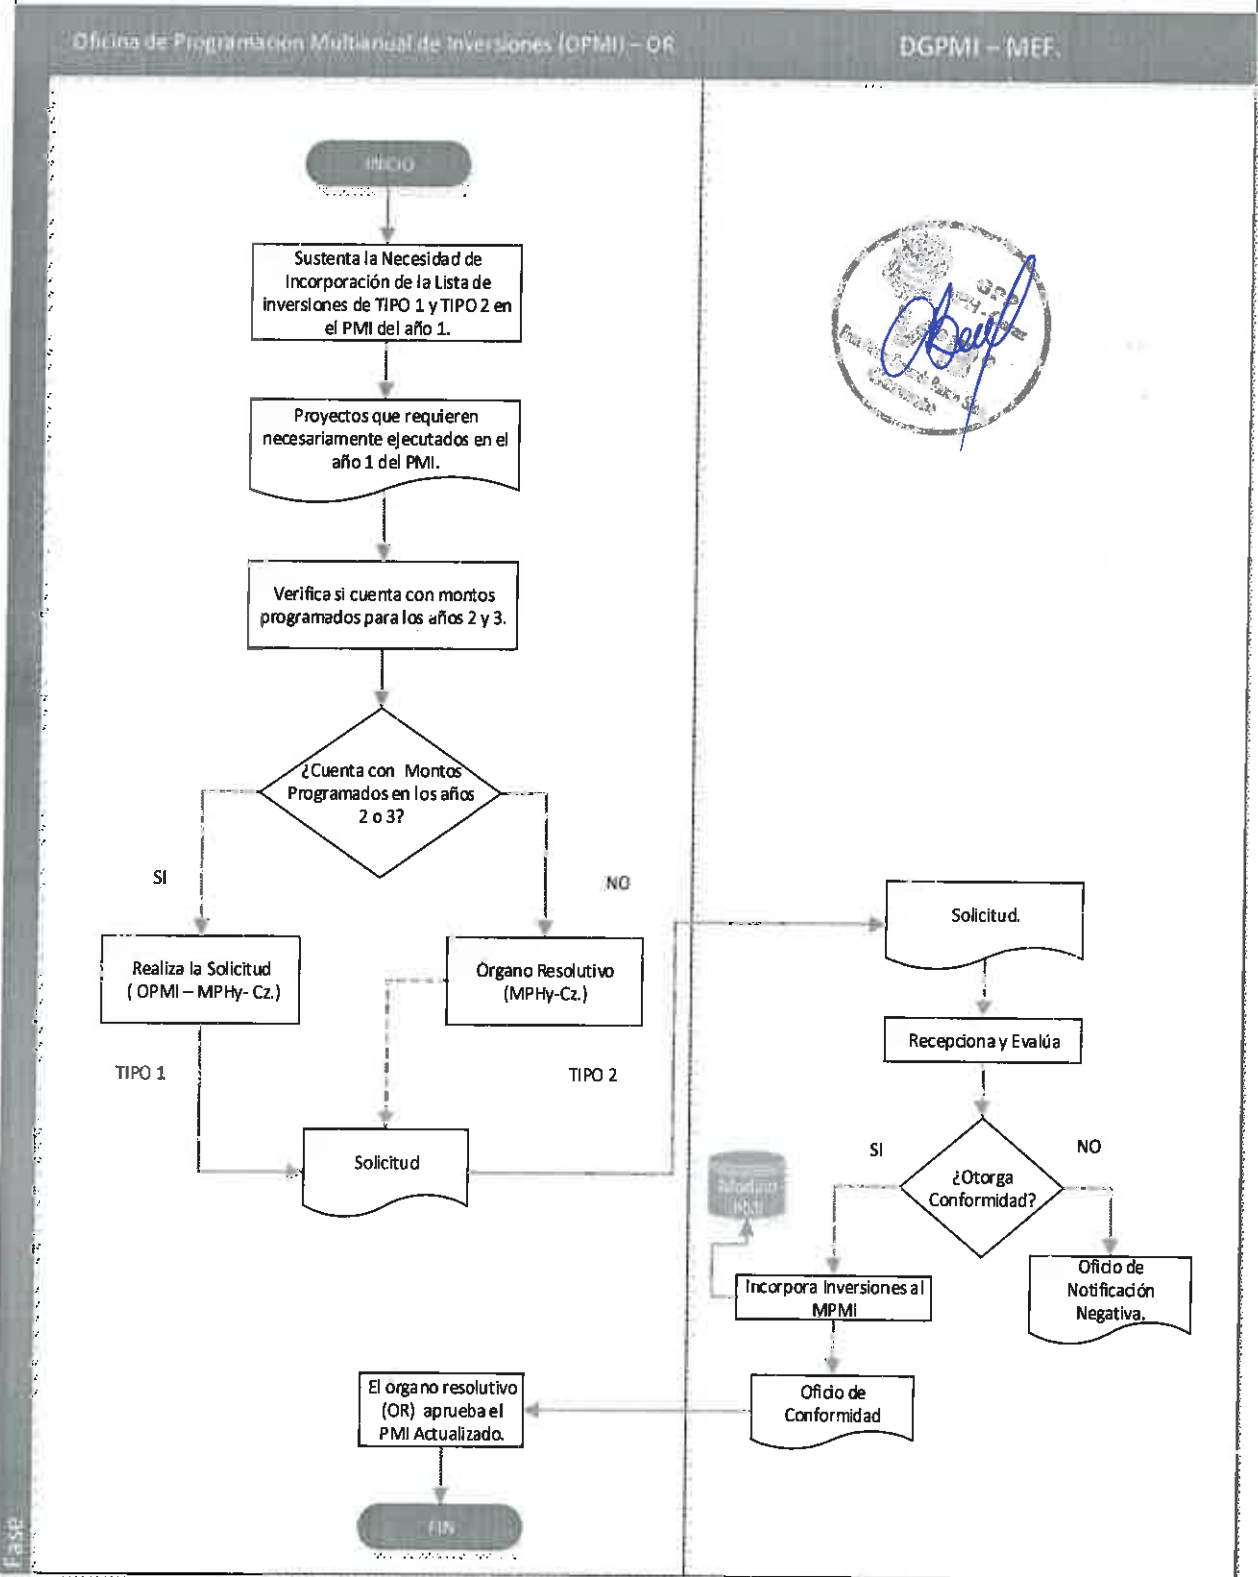 Oficina de Programacion Multianual de Inversiones (OPMI) – OR
DGPMI – MEF.
INICIO
Sustenta la Necesidad de
Incorporación de la Lista de
inversiones de TIPO 1 y TIPO 2 en
el PMI del año 1.
Proyectos que requieren
necesariamente ejecutados en el
año 1 del PMI.
Verifica si cuenta con montos
programados para los años 2 y 3.
¿Cuenta con Montos
Programados en los años
2 o 3?
SI
NO
Realiza la Solicitud
( OPMI – MPHy- Cz.)
Organo Resolutivo
(MPHy-Cz.)
TIPO 1
TIPO 2
Solicitud
Solicitud.
Recepciona y Evalúa
¿Otorga
Conformidad?
SI
NO
Modulo
PMI
Incorpora Inversiones al
MPMI
Oficio de
Notificación
Negativa.
Oficio de
Conformidad
El organo resolutivo
(OR) aprueba el
PMI Actualizado.
FIN
Fase